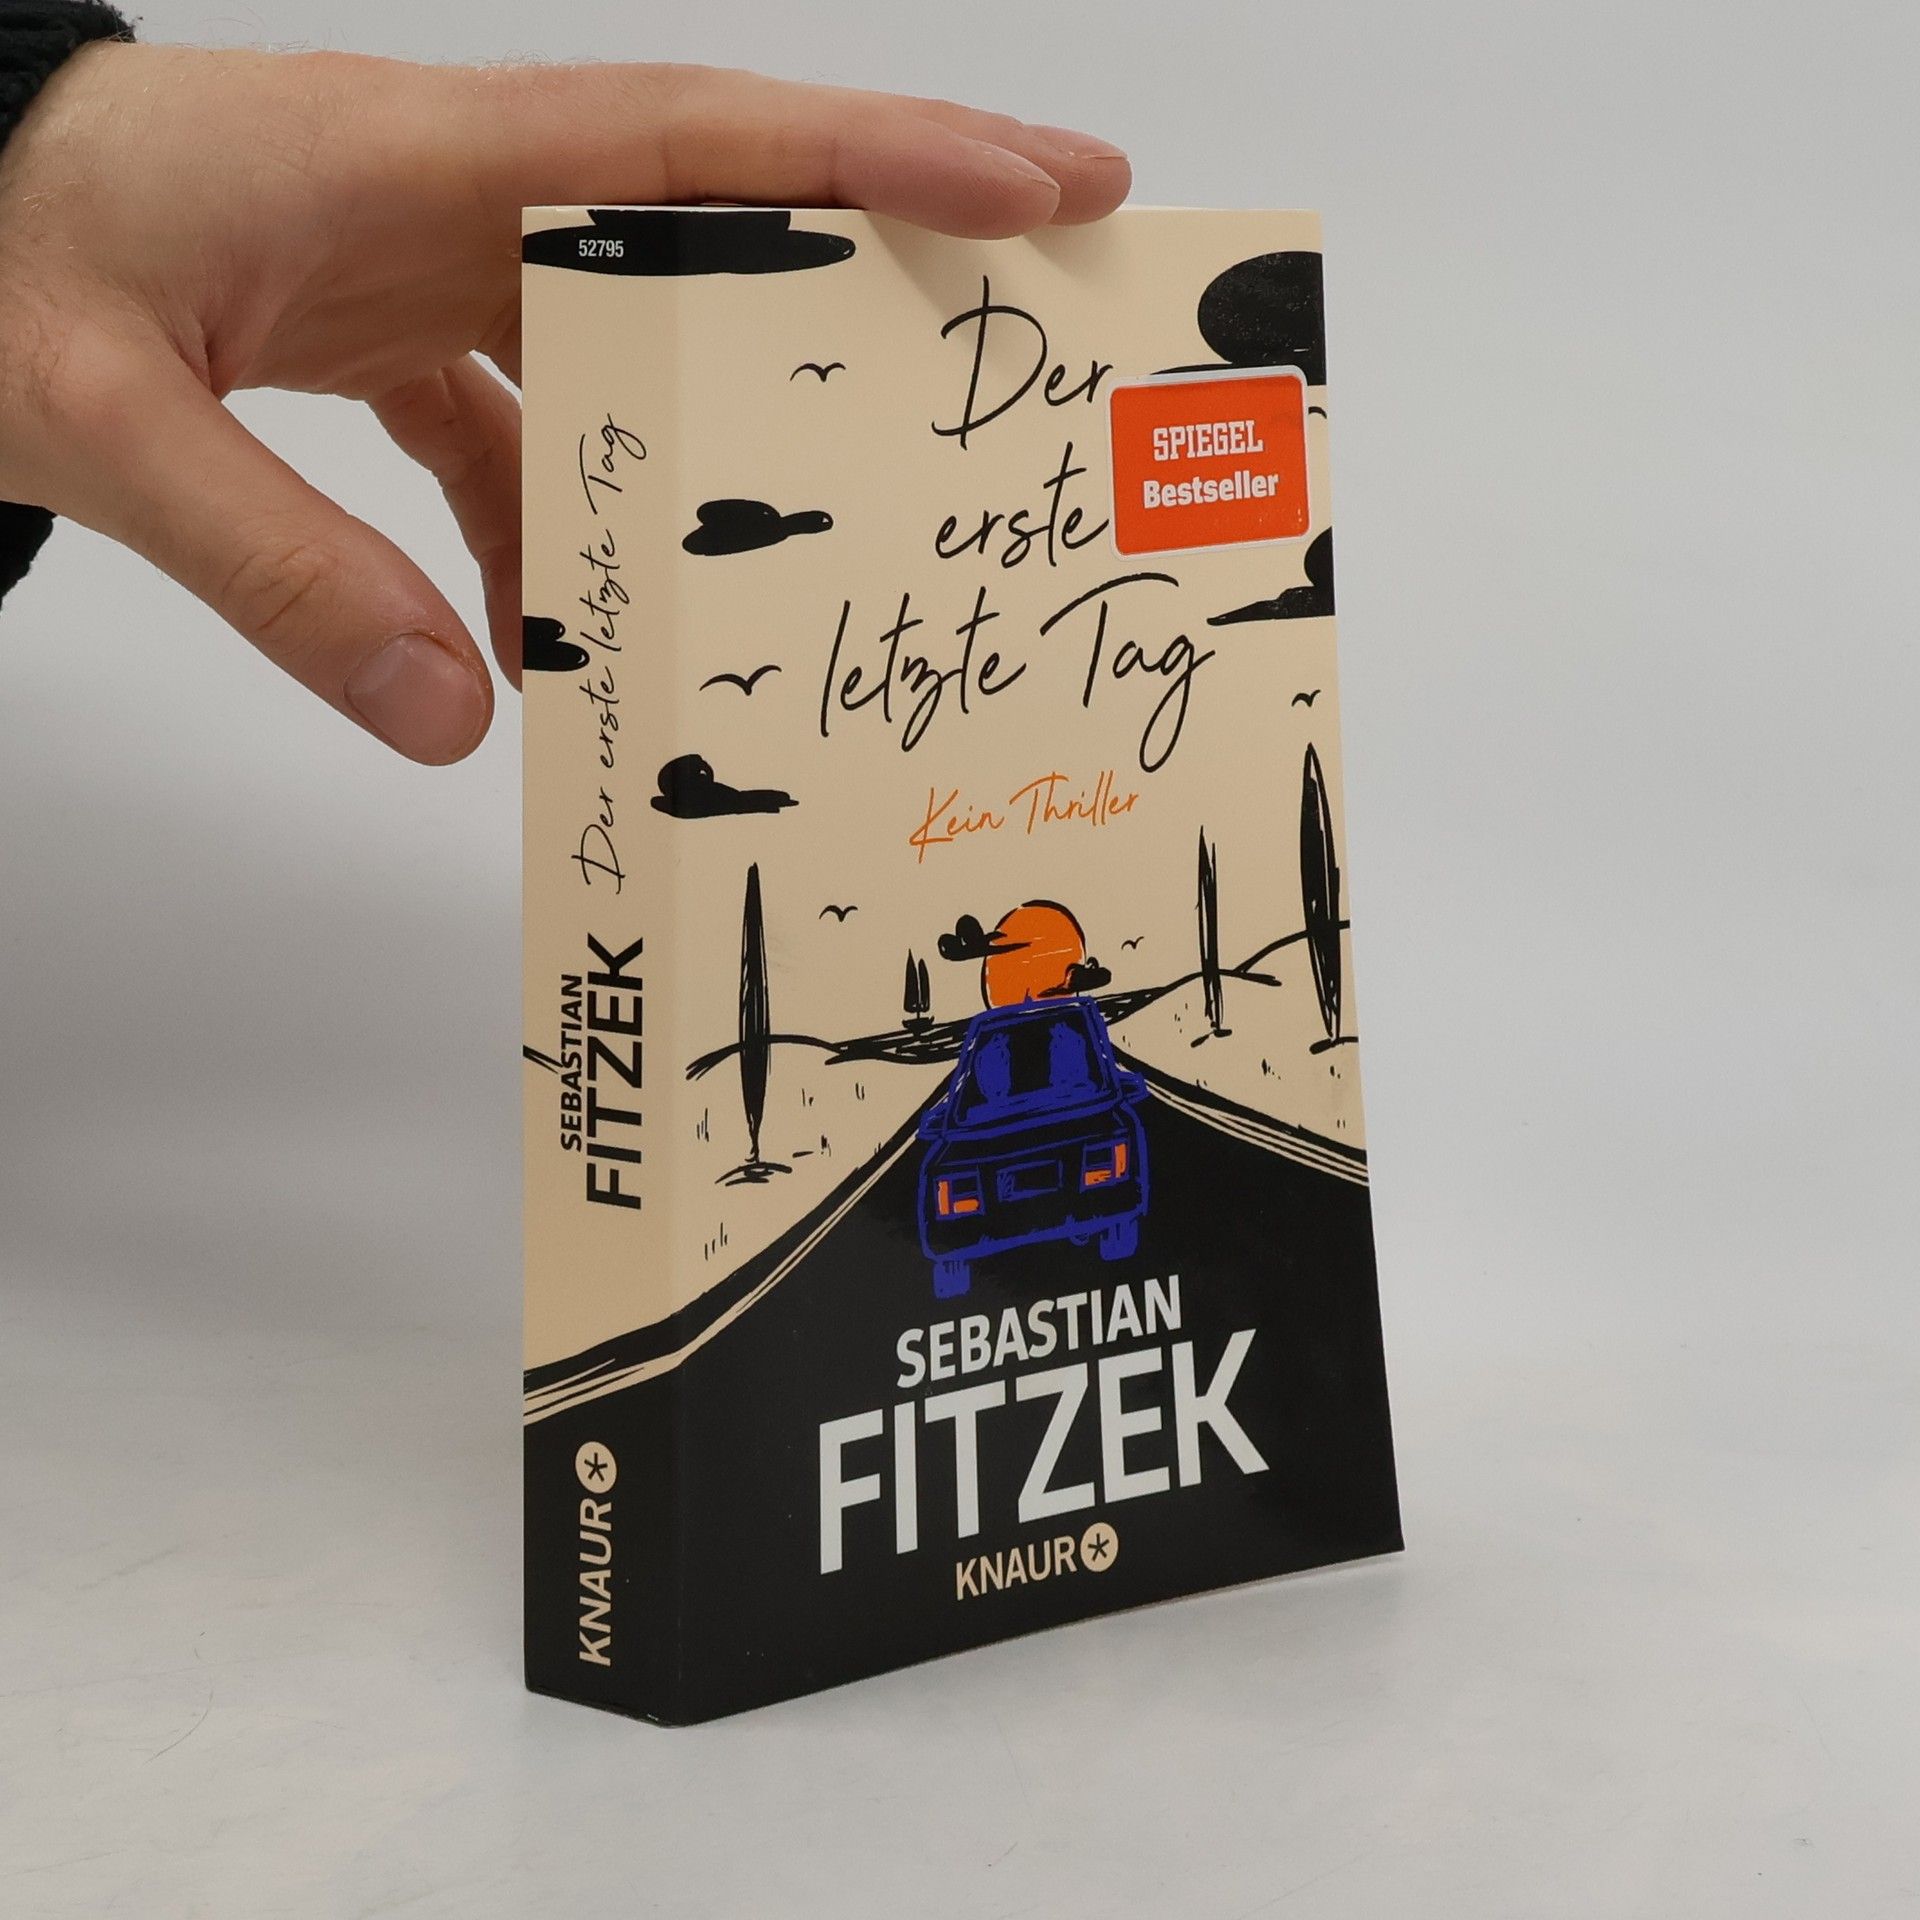 52795
Der erste letzte Tag
SEBASTIAN
FITZEK
KNAUR
Der
erste
letzte Tag
SPIEGEL
Bestseller
Kein Thriller
SEBASTIAN
FITZEK
KNAUR